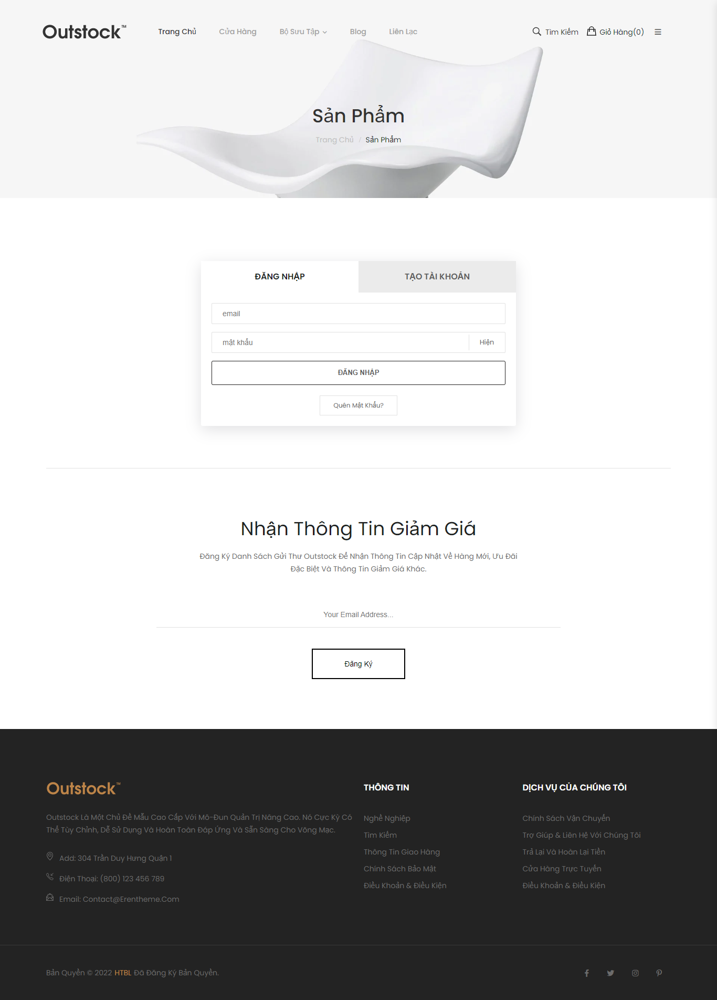 Outstock™
Trang Chủ
Cửa Hàng
Bộ Sưu Tập
Blog
Liên Lạc
Tìm Kiếm
Giỏ Hàng(0)
Sản Phẩm
Trang Chủ / Sản Phẩm
ĐĂNG NHẬP
TẠO TÀI KHOẢN
email
mật khẩu
Hiện
ĐĂNG NHẬP
Quên Mật Khẩu?
Nhận Thông Tin Giảm Giá
Đăng Ký Danh Sách Gửi Thư Outstock Để Nhận Thông Tin Cập Nhật Về Hàng Mới, Ưu Đãi
Đặc Biệt Và Thông Tin Giảm Giá Khác.
Your Email Address...
Đăng Ký
Outstock™
Outstock Là Một Chủ Đề Mẫu Cao Cấp Với Mô-Đun Quản Trị Nâng Cao. Nó Cực Kỳ Có
Thể Tùy Chỉnh, Dễ Sử Dụng Và Hoàn Toàn Đáp Ứng Và Sẵn Sàng Cho Võng Mạc.
Add: 304 Trần Duy Hưng Quận 1
Điện Thoại: (800) 123 456 789
Email: Contact@Erentheme.Com
THÔNG TIN
Nghề Nghiệp
Tìm Kiếm
Thông Tin Giao Hàng
Chính Sách Bảo Mật
Điều Khoản & Điều Kiện
DỊCH VỤ CỦA CHÚNG TÔI
Chính Sách Vận Chuyển
Trợ Giúp & Liên Hệ Với Chúng Tôi
Trả Lại Và Hoàn Lại Tiền
Cửa Hàng Trực Tuyến
Điều Khoản & Điều Kiện
Bản Quyền © 2022 HTBL Đã Đăng Ký Bản Quyền.